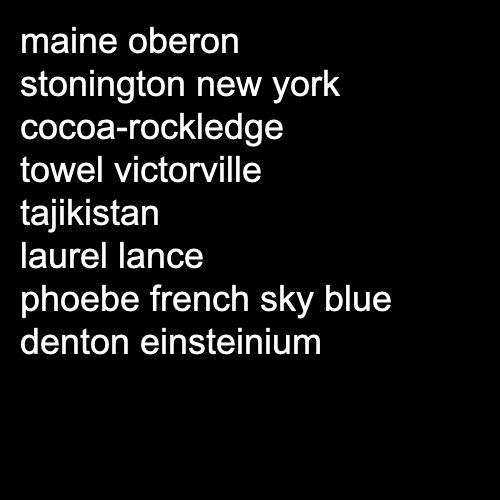 maine oberon
stonington new york
cocoa-rockledge
towel victorville
tajikistan
laurel lance
phoebe french sky blue
denton einsteinium